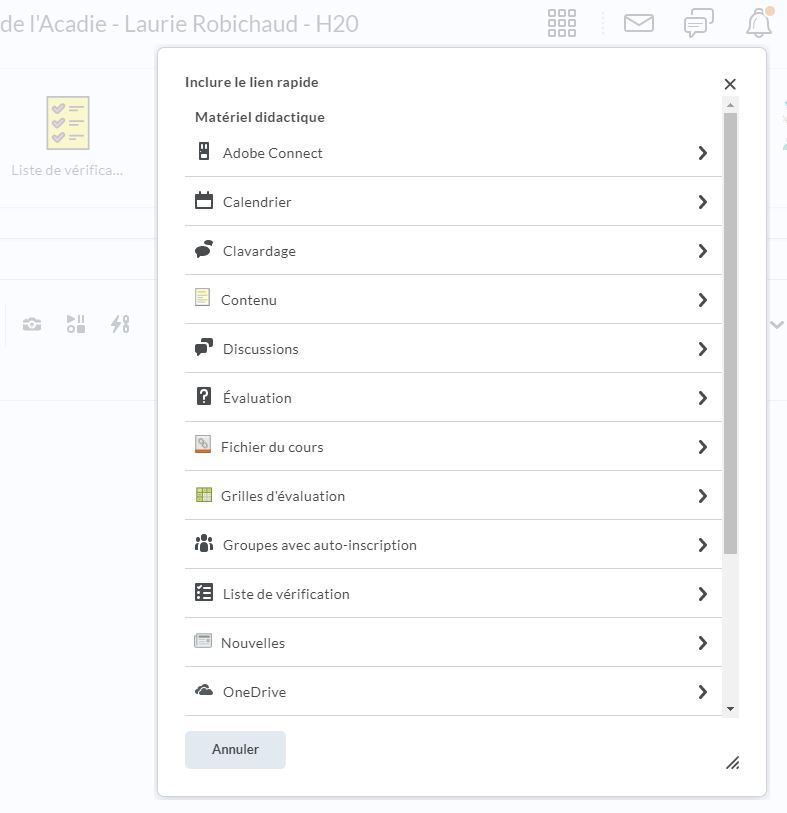 de l'Acadie - Laurie Robichaud - H20
Inclure le lien rapide
Matériel didactique
Adobe Connect
Liste de vérifica...
Calendrier
Clavardage
Contenu
Discussions
Évaluation
Fichier du cours
Grilles d'évaluation
Groupes avec auto-inscription
Liste de vérification
Nouvelles
OneDrive
Annuler